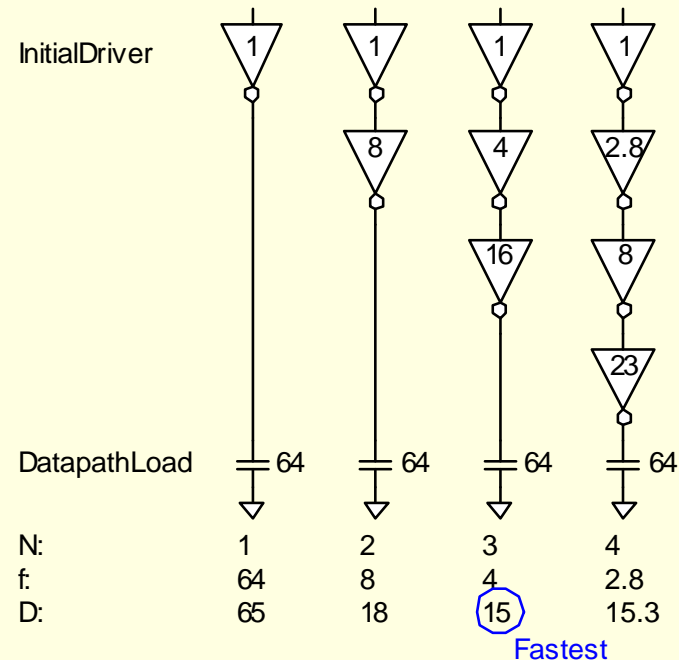 InitialDriver 1 1 1 1
8 4 2.8
16 8
23
DatapathLoad 64 64 64 64
N: 1 2 3 4
f: 64 8 4 2.8
D: 65 18 15 15.3
Fastest